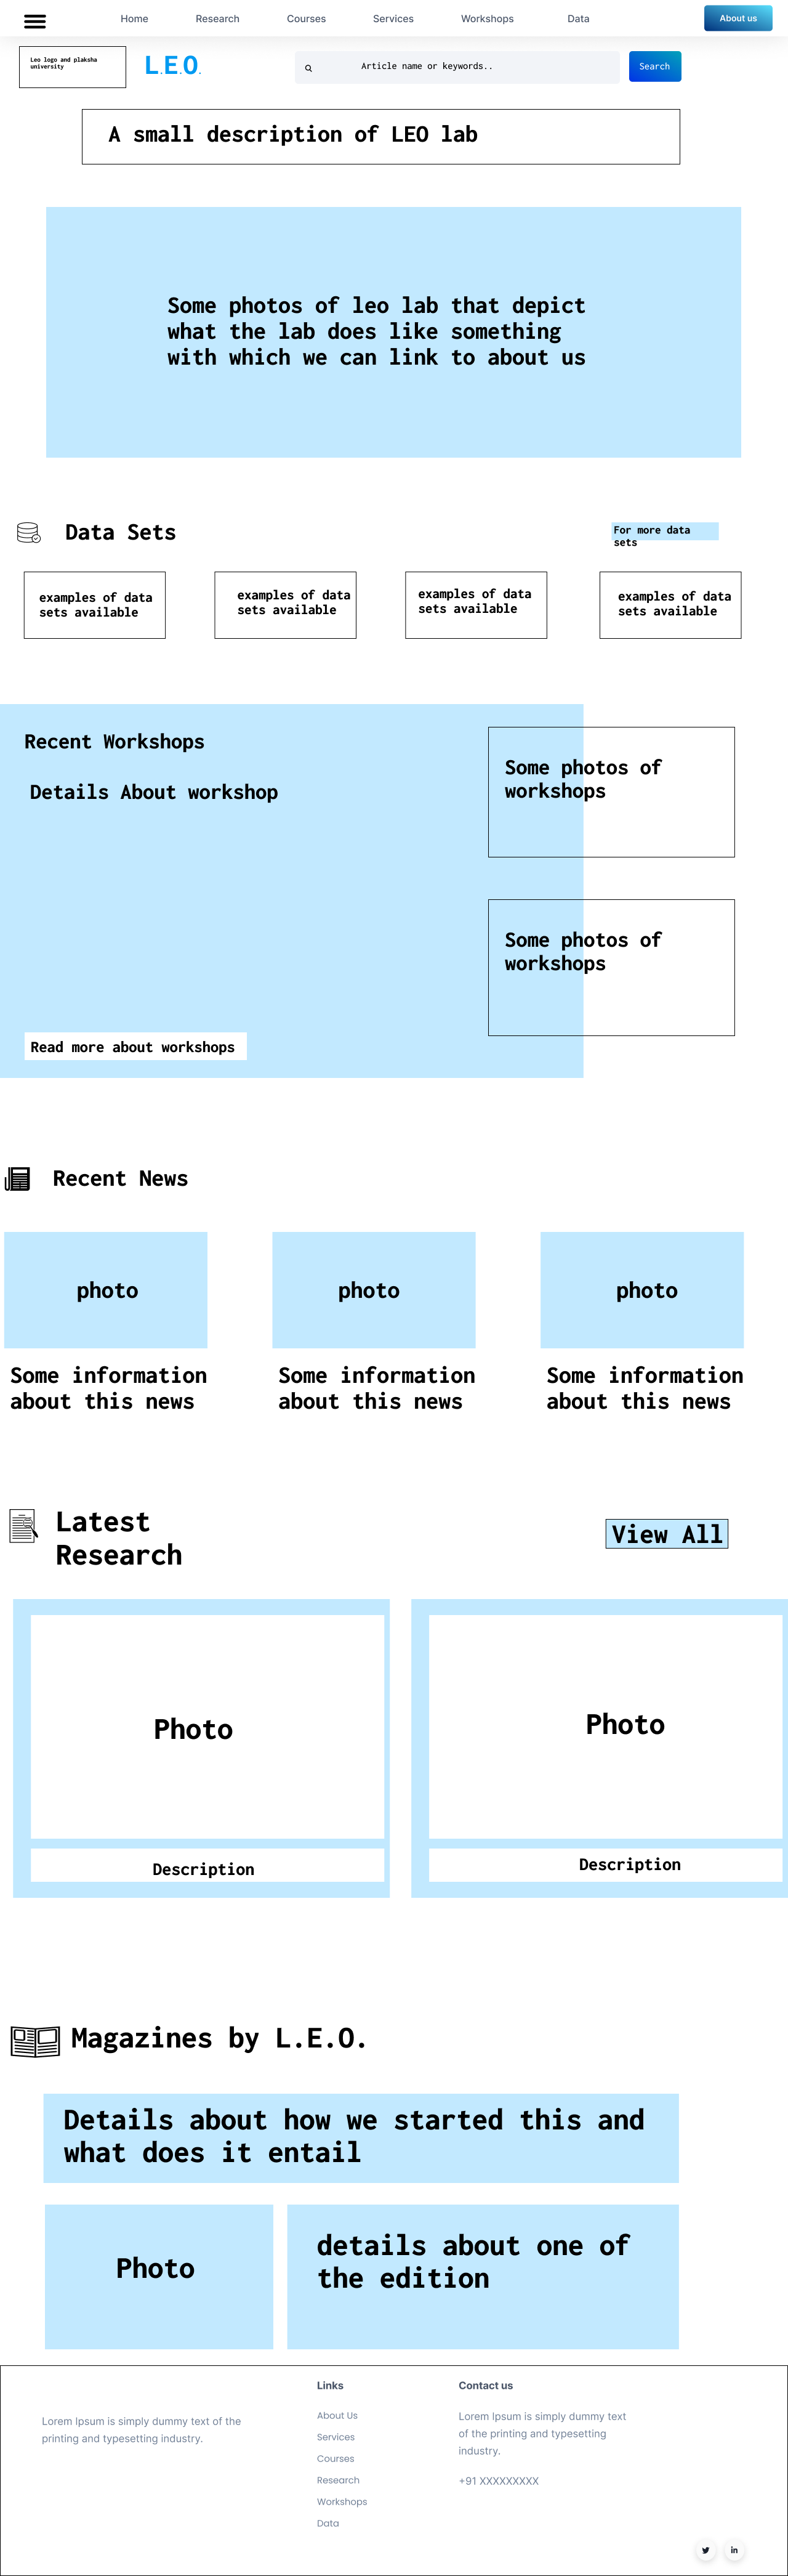 Home Research Courses Services Workshops Data About us
Leo logo and plaksha
university
L.E.O.
Article name or keywords..
Search
A small description of LEO lab
Some photos of leo lab that depict
what the lab does like something
with which we can link to about us
Data Sets
For more data
sets
examples of data
sets available
examples of data
sets available
examples of data
sets available
examples of data
sets available
Recent Workshops
Details About workshop
Some photos of
workshops
Some photos of
workshops
Read more about workshops
Recent News
photo
photo
photo
Some information
about this news
Some information
about this news
Some information
about this news
Latest
Research
View All
Photo
Description
Photo
Description
Magazines by L.E.O.
Details about how we started this and
what does it entail
Photo
details about one of
the edition
Lorem Ipsum is simply dummy text of the
printing and typesetting industry.
Links
About Us
Services
Courses
Research
Workshops
Data
Contact us
Lorem Ipsum is simply dummy text
of the printing and typesetting
industry.
+91 XXXXXXXXX
in